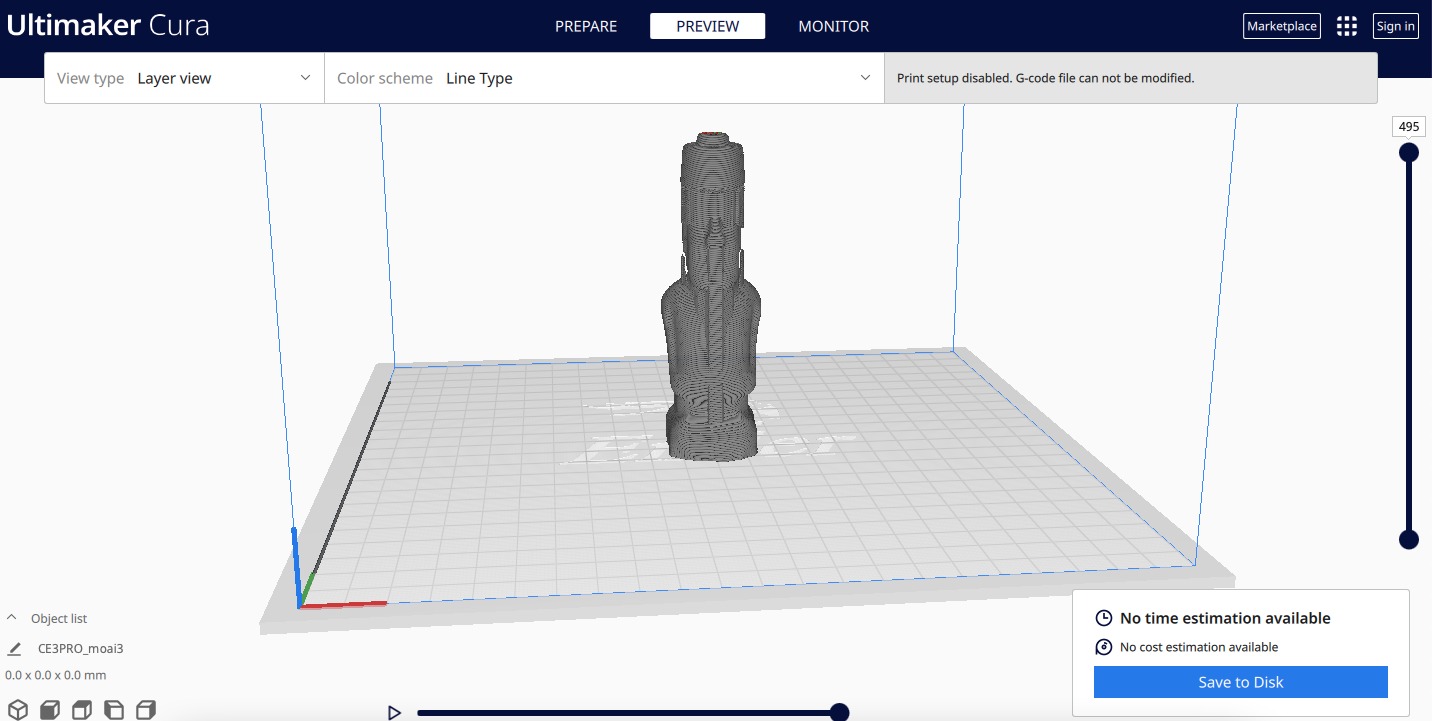 Ultimaker Cura
PREPARE PREVIEW MONITOR
Marketplace Sign in
View type Layer view
Color scheme Line Type
Print setup disabled. G-code file can not be modified.
495
Object list
CE3PRO_moai3
0.0 x 0.0 x 0.0 mm
No time estimation available
No cost estimation available
Save to Disk